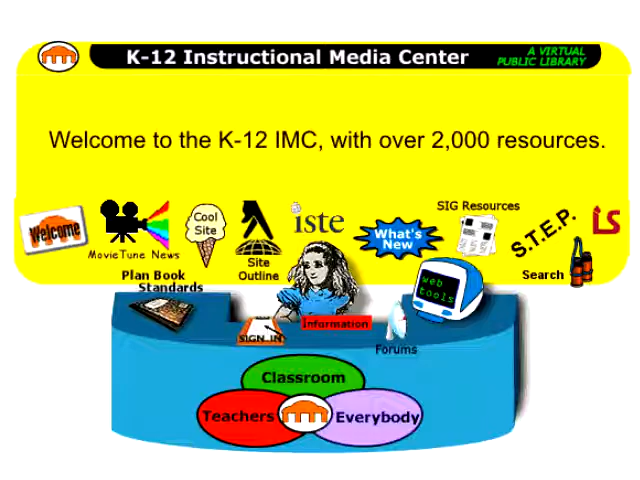 K-12 Instructional Media Center
A VIRTUAL
PUBLIC LIBRARY
Welcome to the K-12 IMC, with over 2,000 resources.
Welcome
MovieTune News
Cool
Site
Site
Outline
iste
What's
New
SIG Resources
S.T.E.P.
is
Search
Plan Book
Standards
SIGN IN
Information
web
tools
Forums
Classroom
Teachers
Everybody